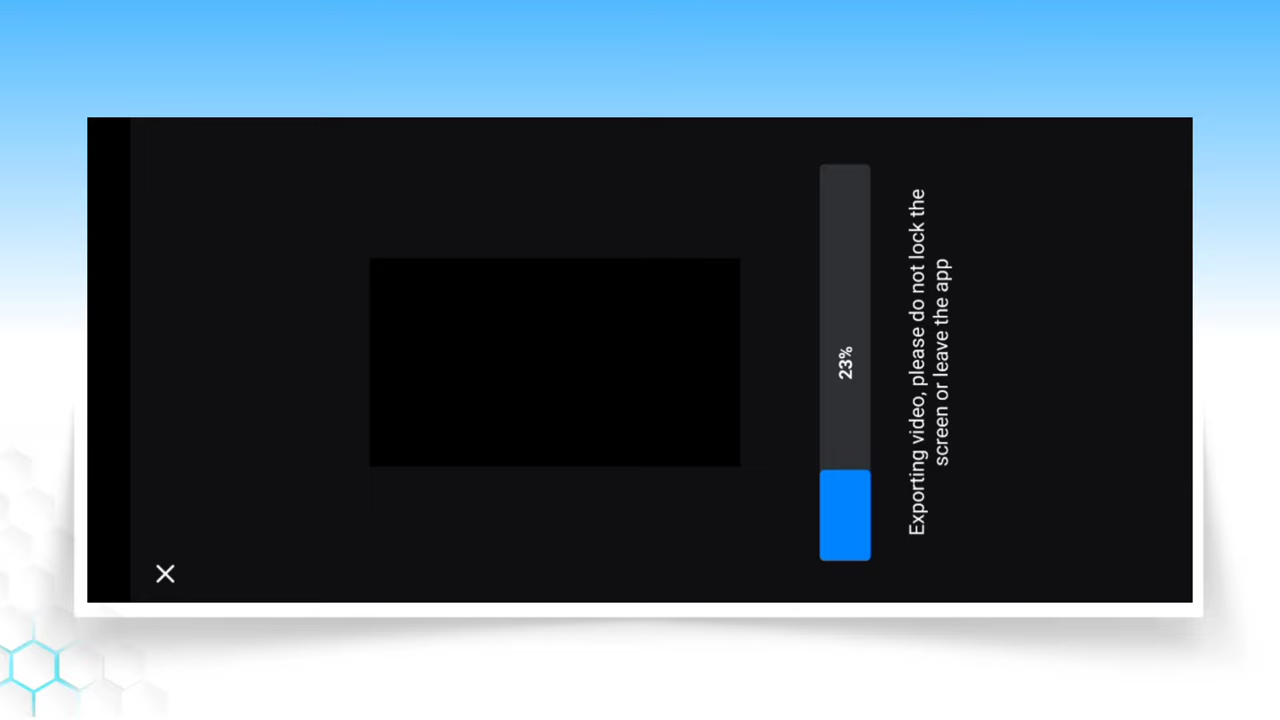 23%
Exporting video, please do not lock the
screen or leave the app